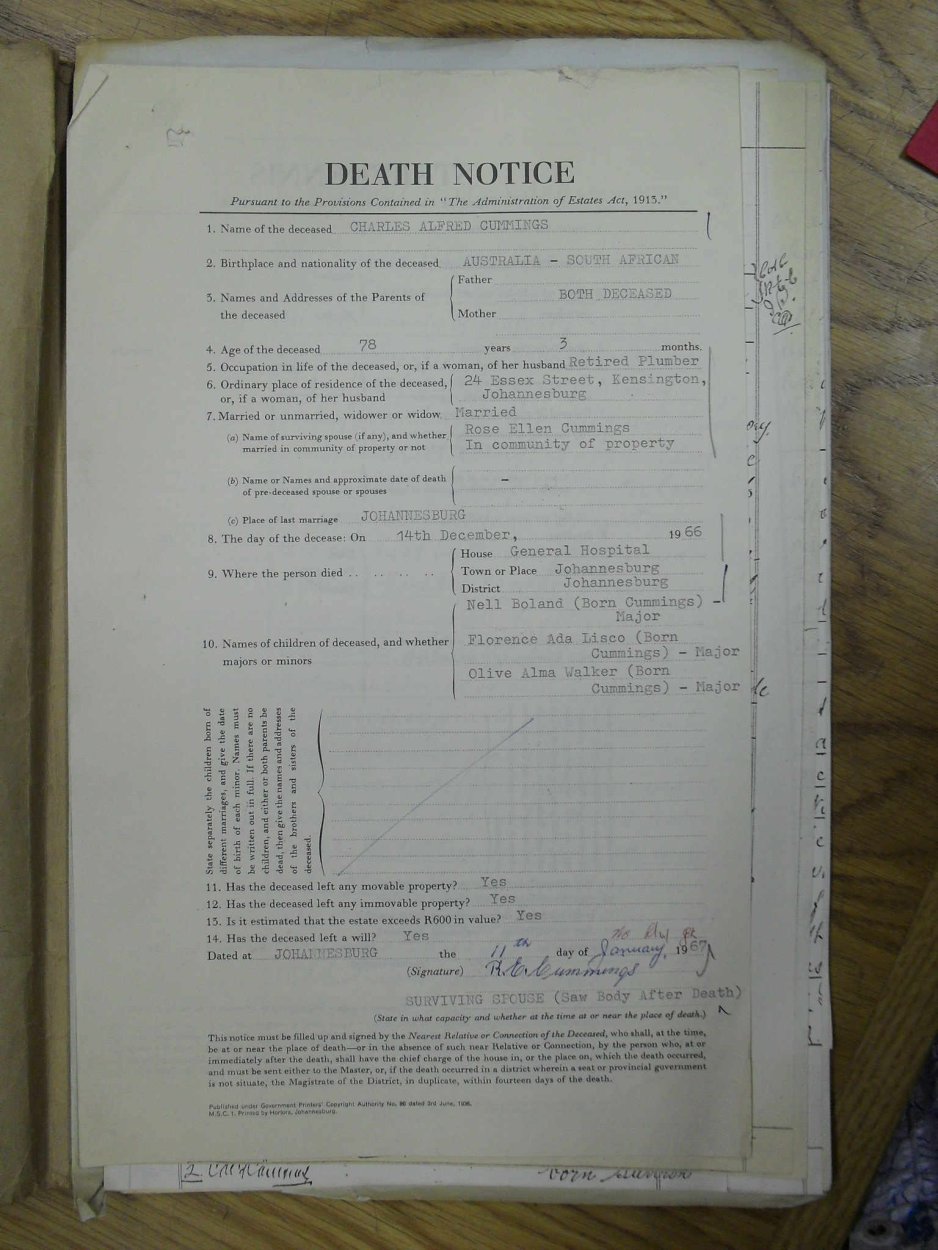 DEATH NOTICE
Pursuant to the Provisions Contained in "The Administration of Estates Act, 1913."
1. Name of the deceased CHARLES ALFRED CUMMINGS
2. Birthplace and nationality of the deceased AUSTRALIA - SOUTH AFRICAN
3. Names and Addresses of the Parents of the deceased
Father
BOTH DECEASED
Mother
4. Age of the deceased 78 years 3 months.
5. Occupation in life of the deceased, or, if a woman, of her husband Retired Plumber
6. Ordinary place of residence of the deceased, 24 Essex Street, Kensington,
or, if a woman, of her husband Johannesburg
7. Married or unmarried, widower or widow Married
(a) Name of surviving spouse (if any), and whether Rose Ellen Cummings
married in community of property or not In community of property
(b) Name or Names and approximate date of death -
of pre-deceased spouse or spouses
(c) Place of last marriage JOHANNESBURG
8. The day of the decease: On 14th December, 1966
9. Where the person died .. .. .. ..
House General Hospital
Town or Place Johannesburg
District Johannesburg
10. Names of children of deceased, and whether
majors or minors
Nell Boland (Born Cummings) -
Major
Florence Ada Lisco (Born
Cummings) - Major
Olive Alma Walker (Born
Cummings) - Major
State separately the children born of
different marriages, and give the date
of birth of each minor. Names must
be written out in full. If there are no
children, and either or both parents be
dead, then give the names and addresses
of the brothers and sisters of the
deceased.
11. Has the deceased left any movable property? Yes
12. Has the deceased left any immovable property? Yes
13. Is it estimated that the estate exceeds R600 in value? Yes
14. Has the deceased left a will? Yes
Dated at JOHANNESBURG the 11th day of January, 1967
(Signature) R.E. Cummings
SURVIVING SPOUSE (Saw Body After Death)
(State in what capacity and whether at the time at or near the place of death.)
This notice must be filled up and signed by the Nearest Relative or Connection of the Deceased, who shall, at the time,
be at or near the place of death—or in the absence of such near Relative or Connection, by the person who, at or
immediately after the death, shall have the chief charge of the house in, or the place on, which the death occurred,
and must be sent either to the Master, or, if the death occurred in a district wherein a seat or provincial government
is not situate, the Magistrate of the District, in duplicate, within fourteen days of the death.
Published under Government Printers' Copyright Authority No. 86 dated 3rd June, 1936.
M.S.C. 1. Printed by Hortors, Johannesburg.